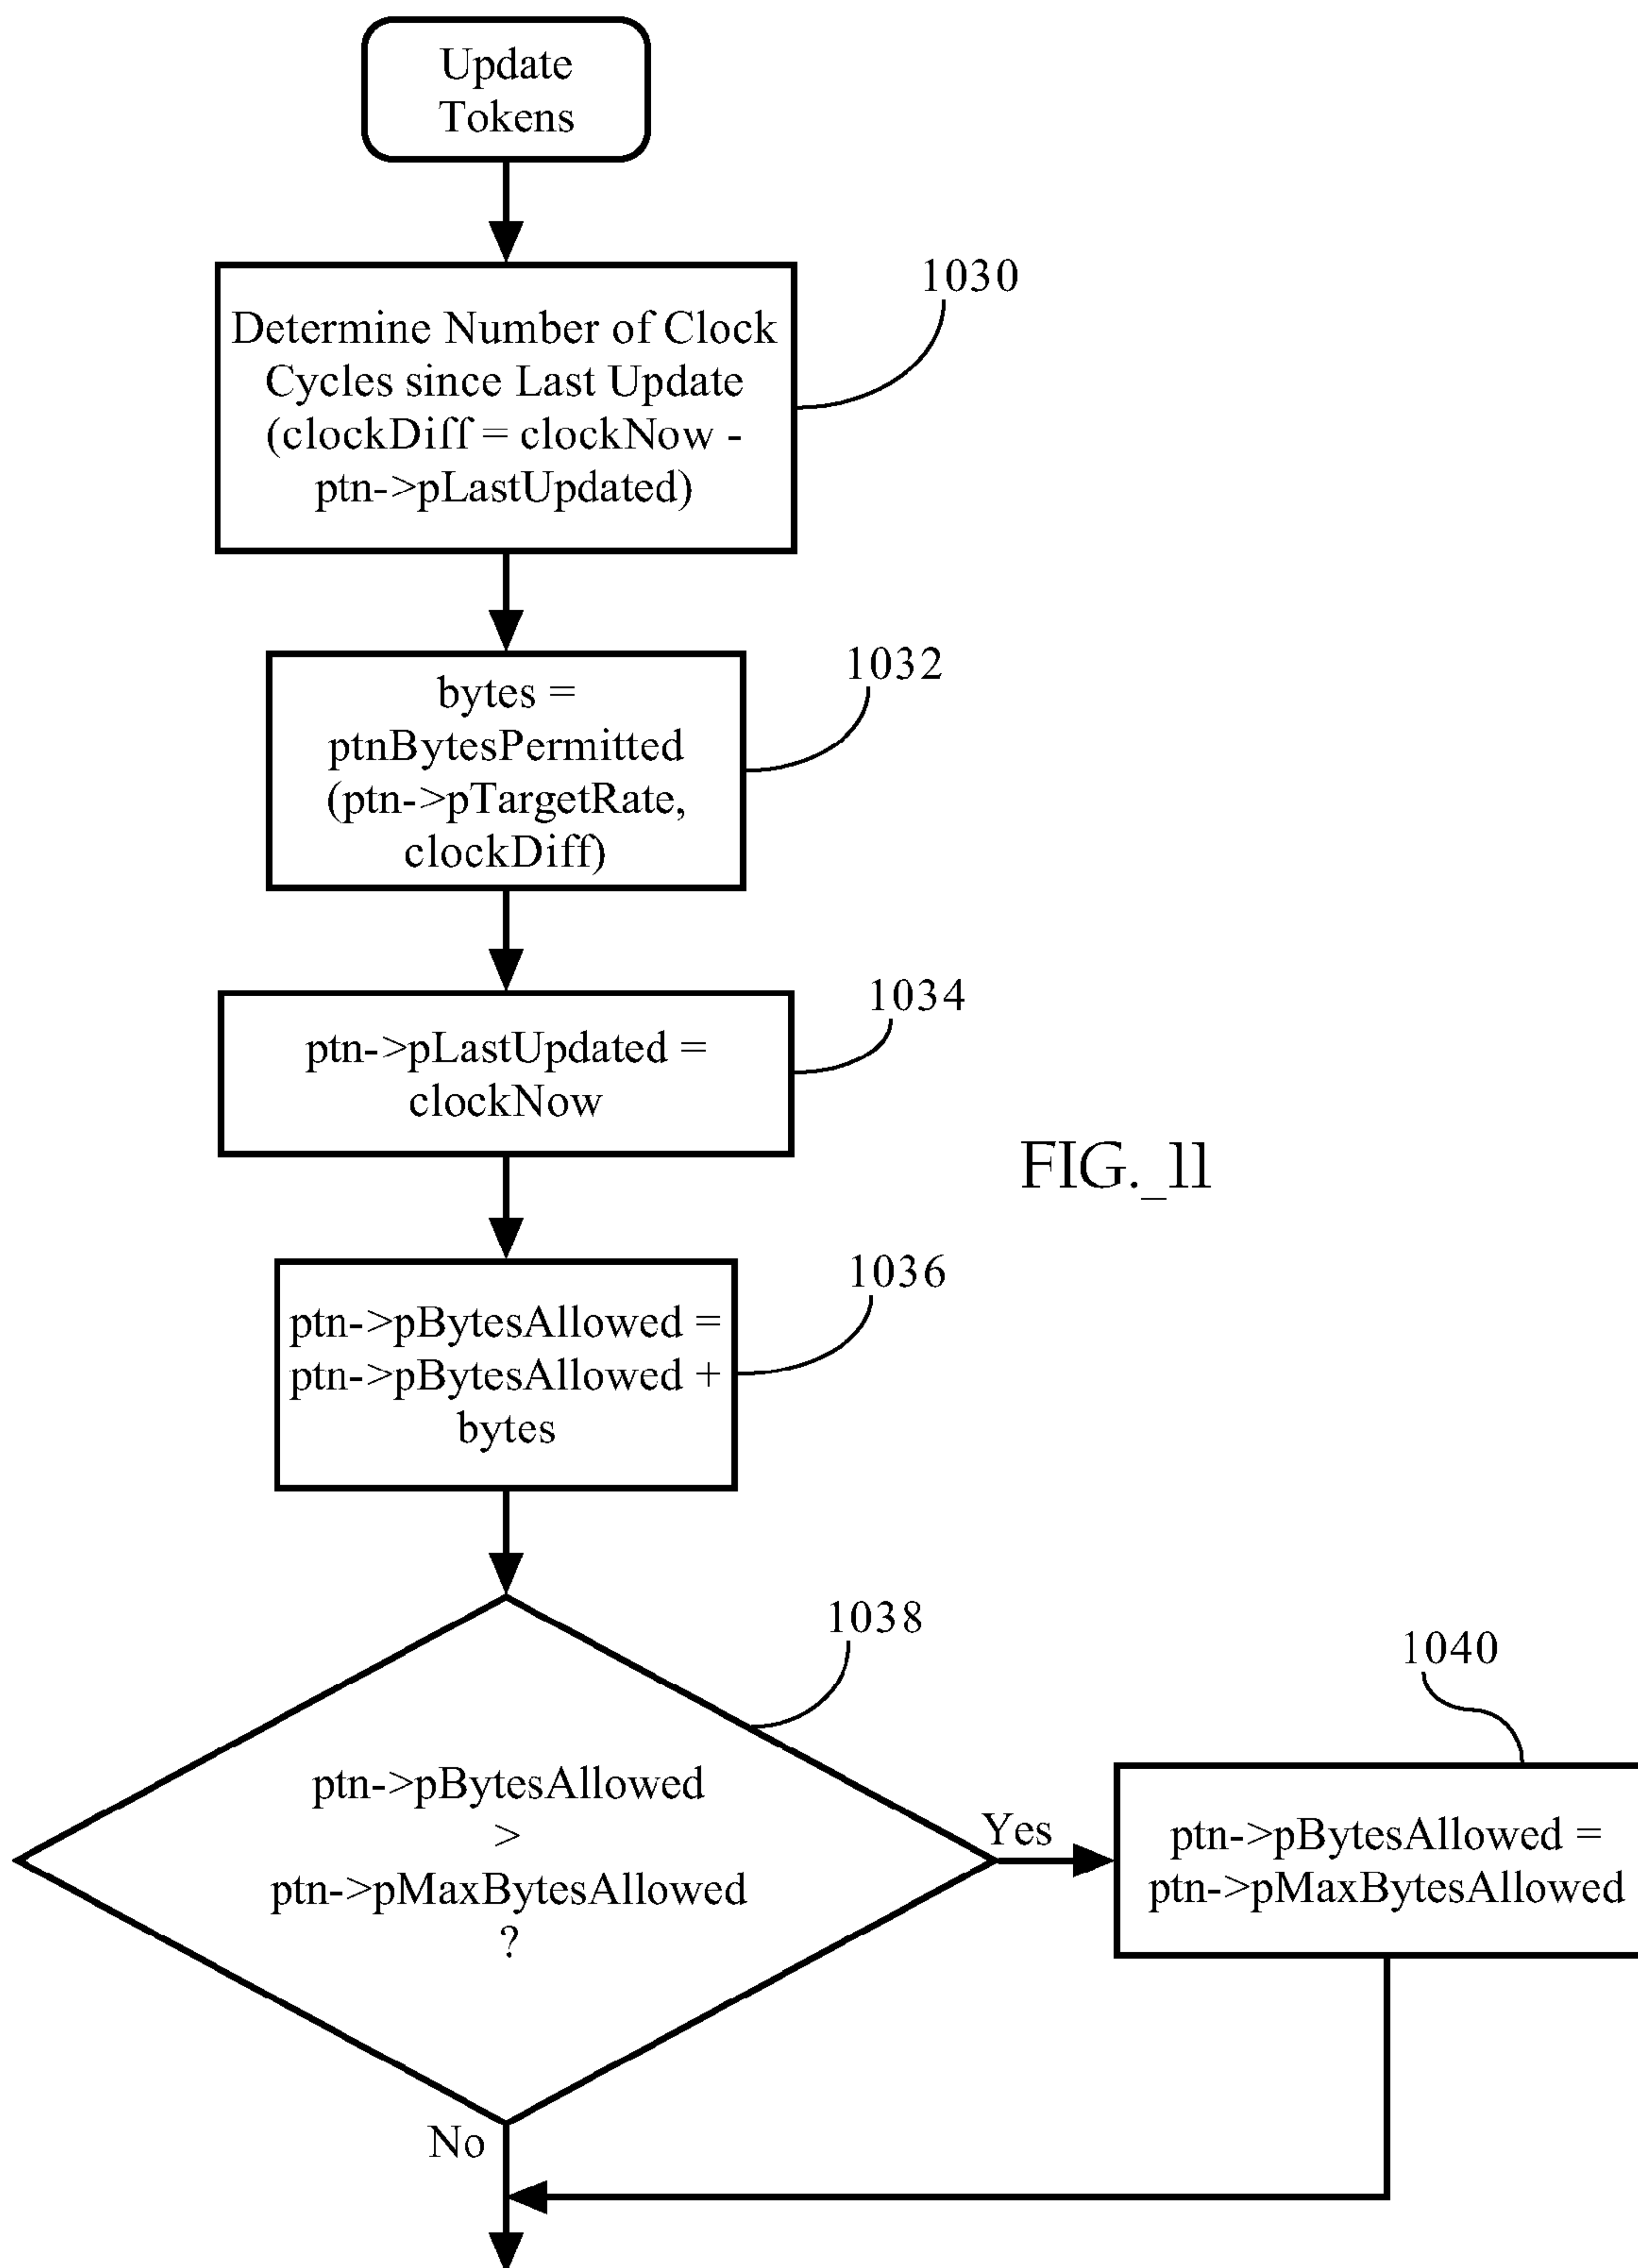 Update
Tokens
1030
Determine Number of Clock
Cycles since Last Update
(clockDiff = clockNow -
ptn->pLastUpdated)
1032
bytes =
ptnBytesPermitted
(ptn->pTargetRate,
clockDiff)
1034
ptn->pLastUpdated =
clockNow
FIG._11
1036
ptn->pBytesAllowed =
ptn->pBytesAllowed +
bytes
1038
1040
ptn->pBytesAllowed
>
ptn->pMaxBytesAllowed
?
Yes
ptn->pBytesAllowed =
ptn->pMaxBytesAllowed
No